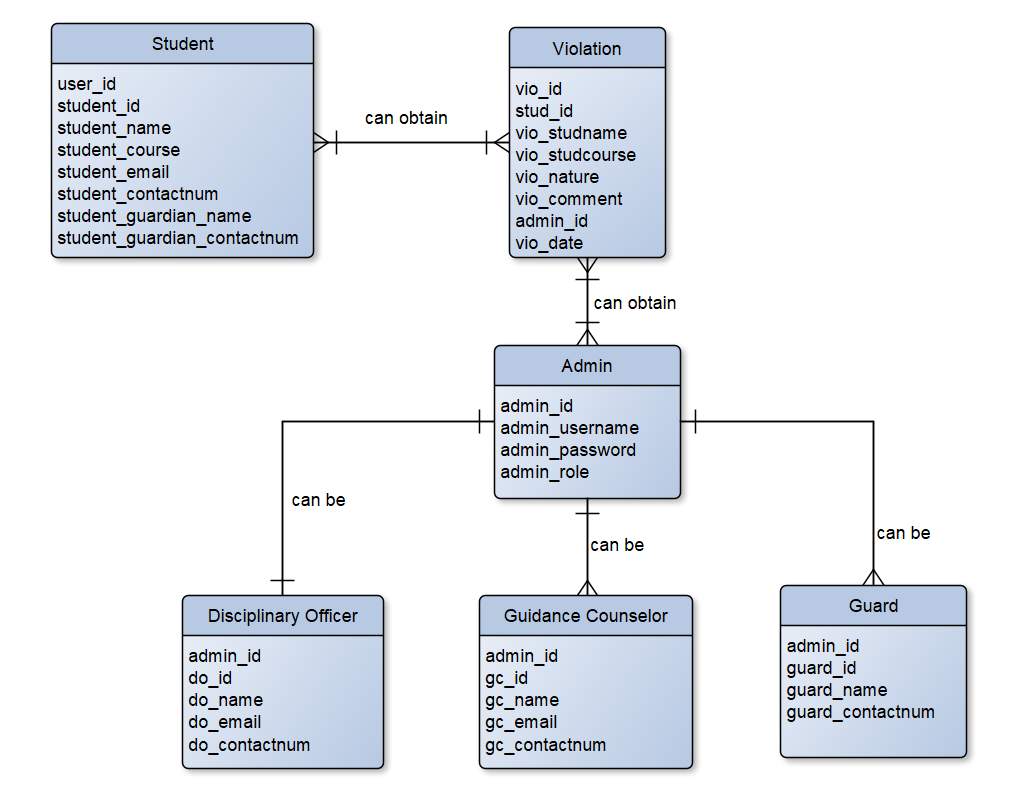 Student
user_id
student_id
student_name
student_course
student_email
student_contactnum
student_guardian_name
student_guardian_contactnum
can obtain
Violation
vio_id
stud_id
vio_studname
vio_studcourse
vio_nature
vio_comment
admin_id
vio_date
can obtain
Admin
admin_id
admin_username
admin_password
admin_role
can be
can be
can be
Disciplinary Officer
admin_id
do_id
do_name
do_email
do_contactnum
Guidance Counselor
admin_id
gc_id
gc_name
gc_email
gc_contactnum
Guard
admin_id
guard_id
guard_name
guard_contactnum